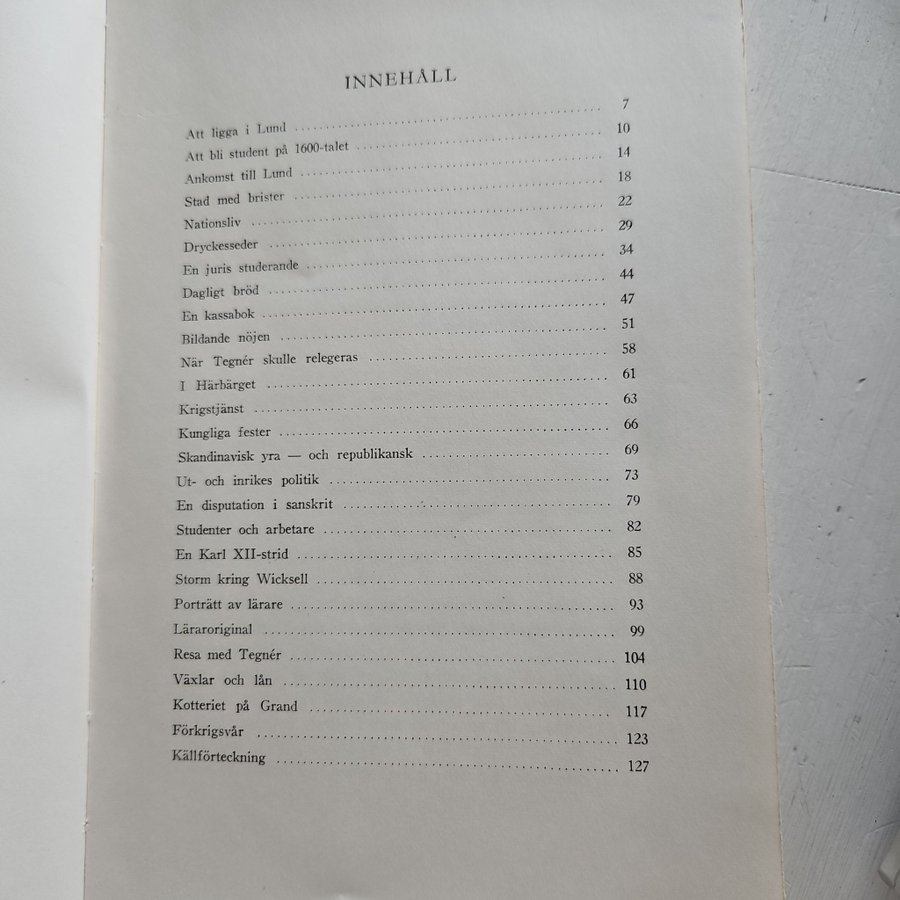 INNEHÅLL
Att ligga i Lund ........ 7
Att bli student på 1600-talet ........ 10
Ankomst till Lund ........ 14
Stad med brister ........ 18
Nationsliv ........ 22
Dryckesseder ........ 29
En juris studerande ........ 34
Dagligt bröd ........ 44
En kassabok ........ 47
Bildande nöjen ........ 51
När Tegnér skulle relegeras ........ 58
I Härbärget ........ 61
Krigstjänst ........ 63
Kungliga fester ........ 66
Skandinavisk yra — och republikansk ........ 69
Ut- och inrikes politik ........ 73
En disputation i sanskrit ........ 79
Studenter och arbetare ........ 82
En Karl XII-strid ........ 85
Storm kring Wicksell ........ 88
Porträtt av lärare ........ 93
Läraroriginal ........ 99
Resa med Tegnér ........ 104
Växlar och lån ........ 110
Kotteriet på Grand ........ 117
Förkrigsvår ........ 123
Källförteckning ........ 127